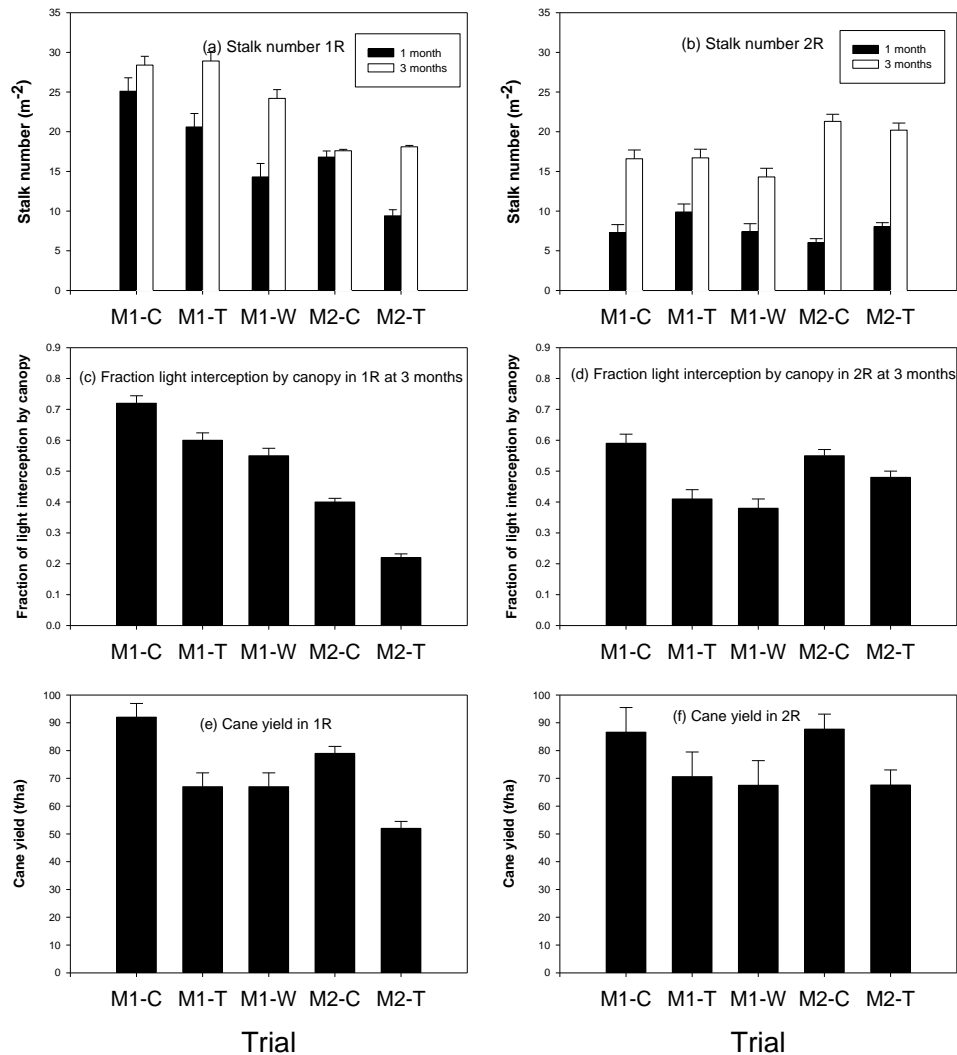 (a) Stalk number 1R
1 month
3 months
Stalk number (m-2)
35
30
25
20
15
10
5
0
M1-C M1-T M1-W M2-C M2-T
(b) Stalk number 2R
1 month
3 months
Stalk number (m-2)
35
30
25
20
15
10
5
0
M1-C M1-T M1-W M2-C M2-T
(c) Fraction light interception by canopy in 1R at 3 months
Fraction of light interception by canopy
0.9
0.8
0.7
0.6
0.5
0.4
0.3
0.2
0.1
0.0
M1-C M1-T M1-W M2-C M2-T
(d) Fraction light interception by canopy in 2R at 3 months
Fraction of light interception by canopy
0.9
0.8
0.7
0.6
0.5
0.4
0.3
0.2
0.1
0.0
M1-C M1-T M1-W M2-C M2-T
(e) Cane yield in 1R
Cane yield (t/ha)
100
90
80
70
60
50
40
30
20
10
0
M1-C M1-T M1-W M2-C M2-T
Trial
(f) Cane yield in 2R
Cane yield (t/ha)
100
90
80
70
60
50
40
30
20
10
0
M1-C M1-T M1-W M2-C M2-T
Trial